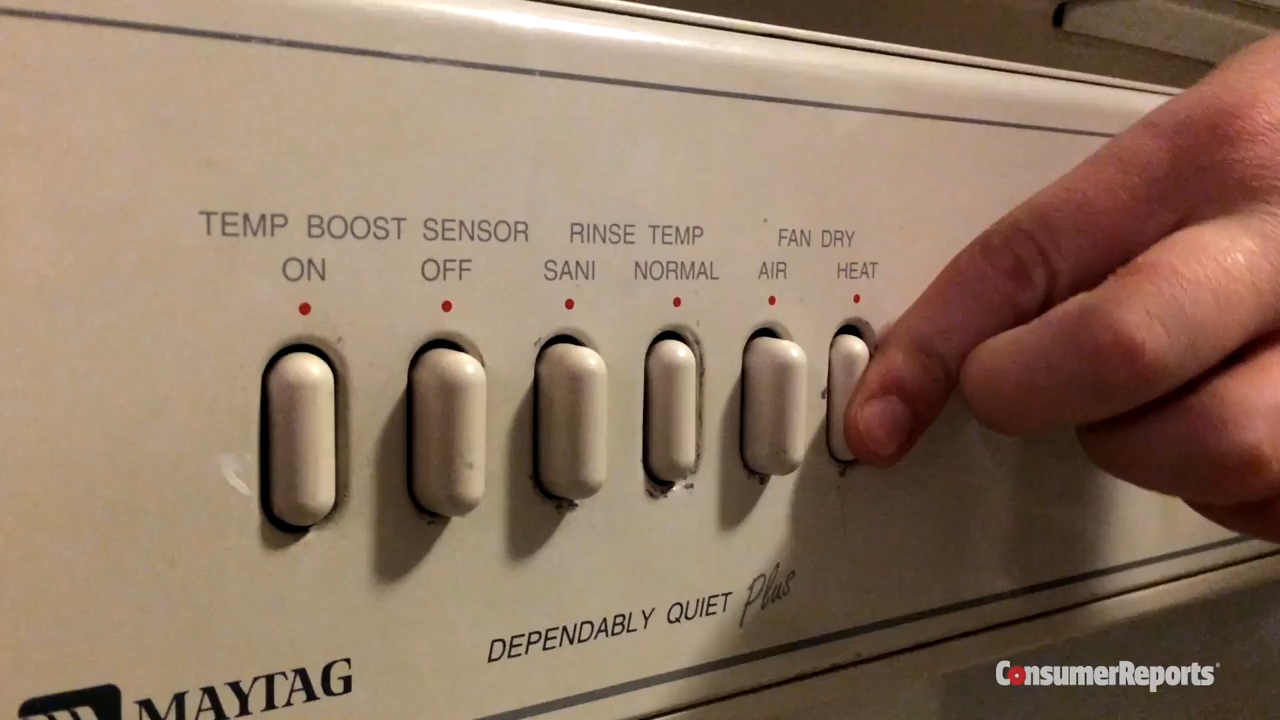 TEMP BOOST SENSOR RINSE TEMP FAN DRY
ON OFF SANI NORMAL AIR HEAT
DEPENDABLY QUIET Plus
MAYTAG
ConsumerReports